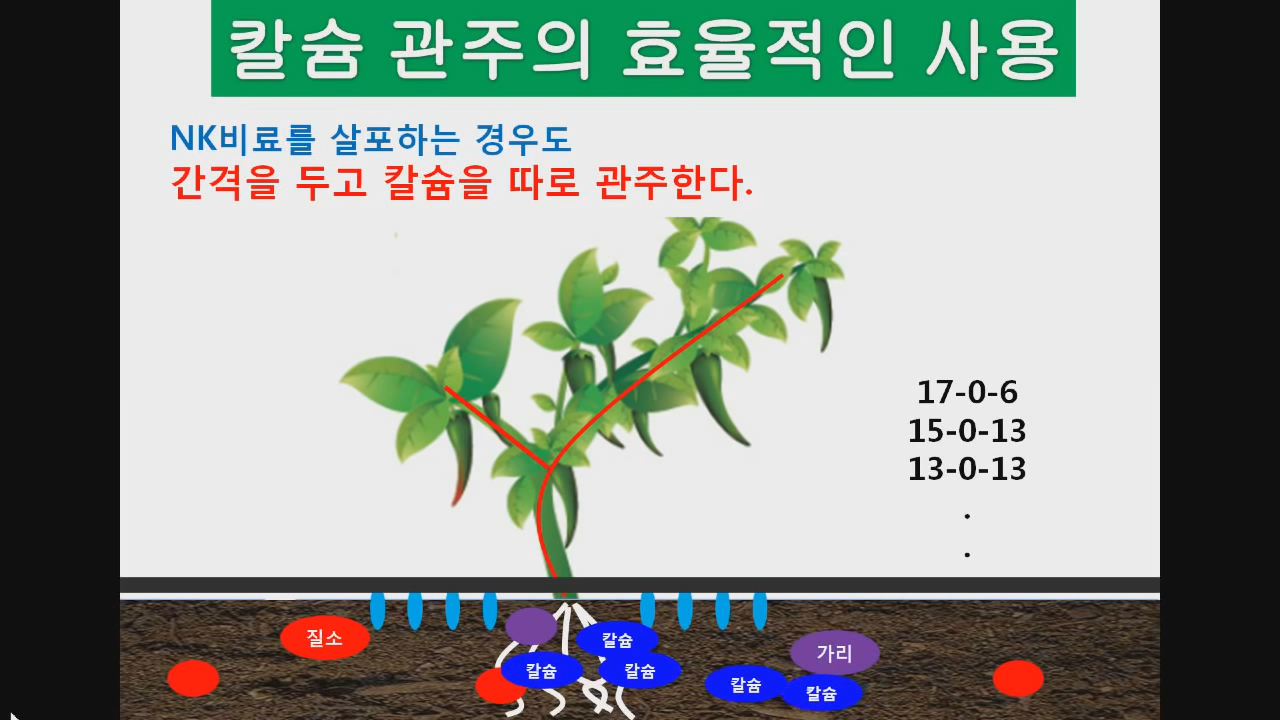 칼슘 관주의 효율적인 사용
NK비료를 살포하는 경우도
간격을 두고 칼슘을 따로 관주한다.
17-0-6
15-0-13
13-0-13
.
.
질소
칼슘
칼슘
칼슘
가리
칼슘
칼슘